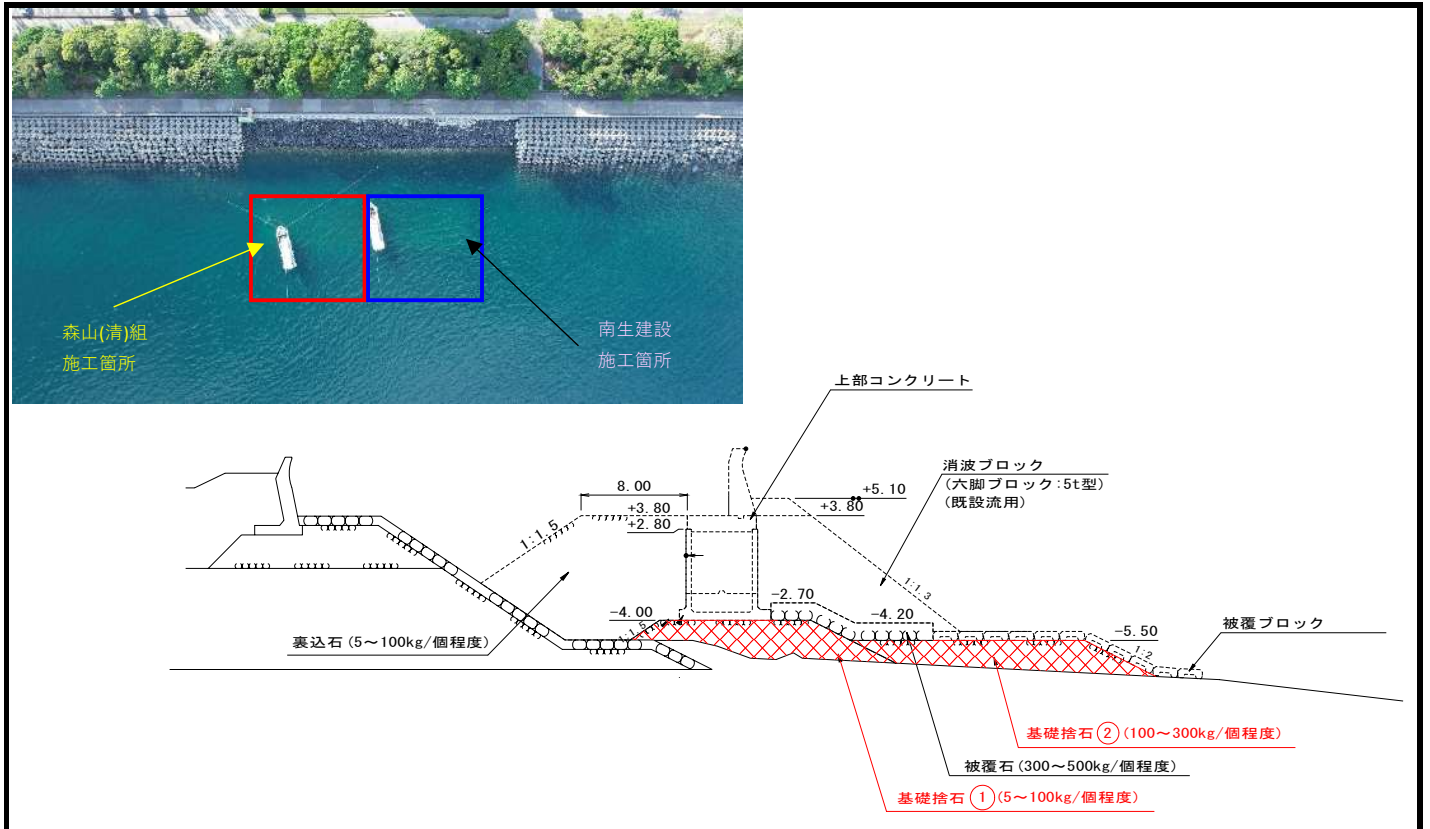 森山(清)組
施工箇所
南生建設
施工箇所
上部コンクリート
消波ブロック
(六脚ブロック:5t型)
(既設流用)
8.00
+5.10
+3.80
+3.80
+2.80
1:1.5
1:1.3
-2.70
-4.00
-4.20
1:1.5
-5.50
1:2
裏込石(5～100kg/個程度)
被覆ブロック
基礎捨石②(100～300kg/個程度)
被覆石(300～500kg/個程度)
基礎捨石①(5～100kg/個程度)